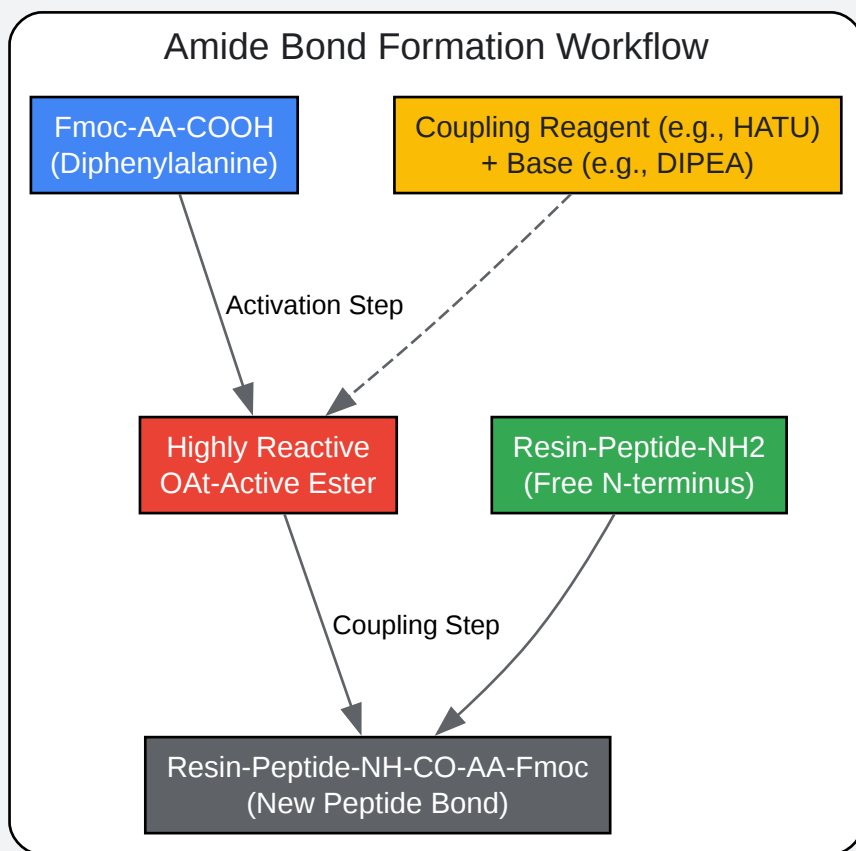 Amide Bond Formation Workflow
Fmoc-AA-COOH
(Diphenylalanine)
Coupling Reagent (e.g., HATU)
+ Base (e.g., DIPEA)
Activation Step
Highly Reactive
OAt-Active Ester
Resin-Peptide-NH2
(Free N-terminus)
Coupling Step
Resin-Peptide-NH-CO-AA-Fmoc
(New Peptide Bond)